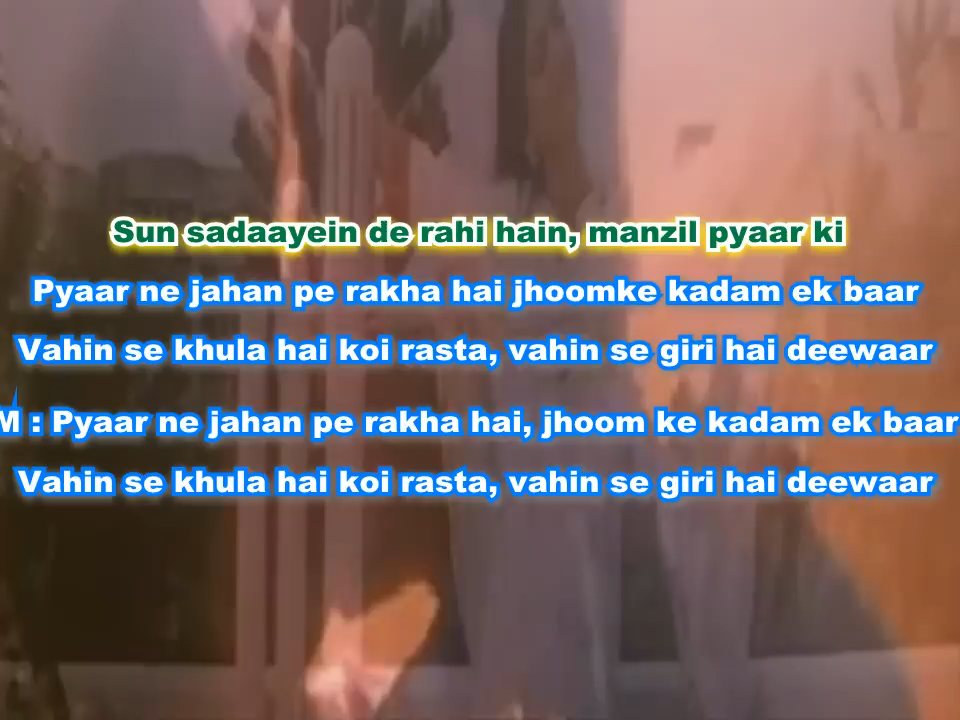 Sun sadaayein de rahi hain, manzil pyaar ki
Pyaar ne jahan pe rakha hai jhoomke kadam ek baar
Vahin se khula hai koi rasta, vahin se giri hai deewaar
M : Pyaar ne jahan pe rakha hai, jhoom ke kadam ek baar
Vahin se khula hai koi rasta, vahin se giri hai deewaar